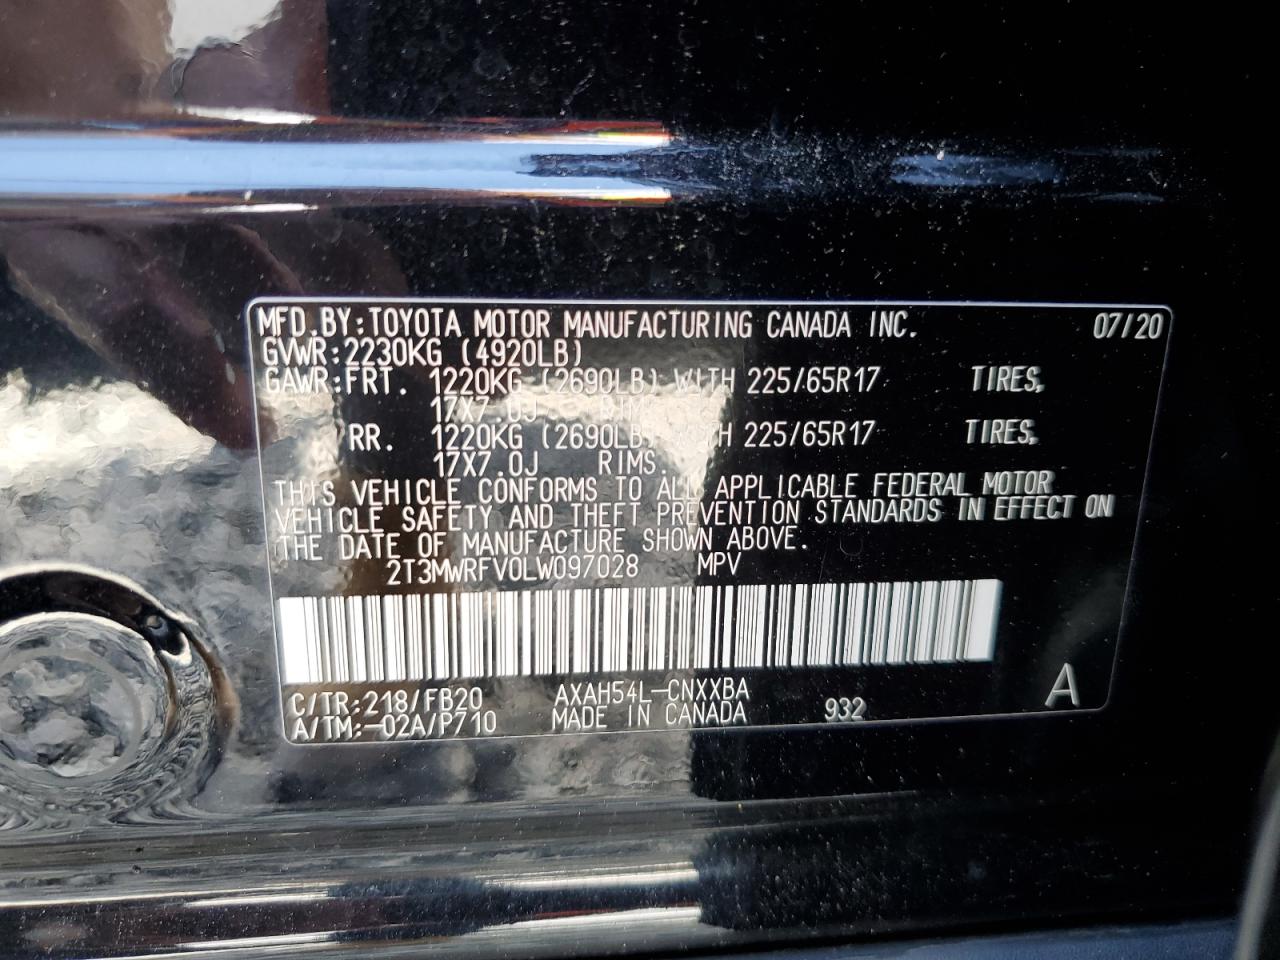 MFD.BY:TOYOTA MOTOR MANUFACTURING CANADA INC. 07/20
GVWR:2230KG (4920LB)
GAWR:FRT. 1220KG (2690LB) WITH 225/65R17 TIRES,
17X7.0J RIMS
RR. 1220KG (2690LB) WITH 225/65R17 TIRES,
17X7.0J RIMS.
THIS VEHICLE CONFORMS TO ALL APPLICABLE FEDERAL MOTOR
VEHICLE SAFETY AND THEFT PREVENTION STANDARDS IN EFFECT ON
THE DATE OF MANUFACTURE SHOWN ABOVE.
2T3MWRFV0LW097028 MPV
C/TR:218/FB20 AXAH54L-CNXXBA
A/TM:-02A/P710 MADE IN CANADA 932 A